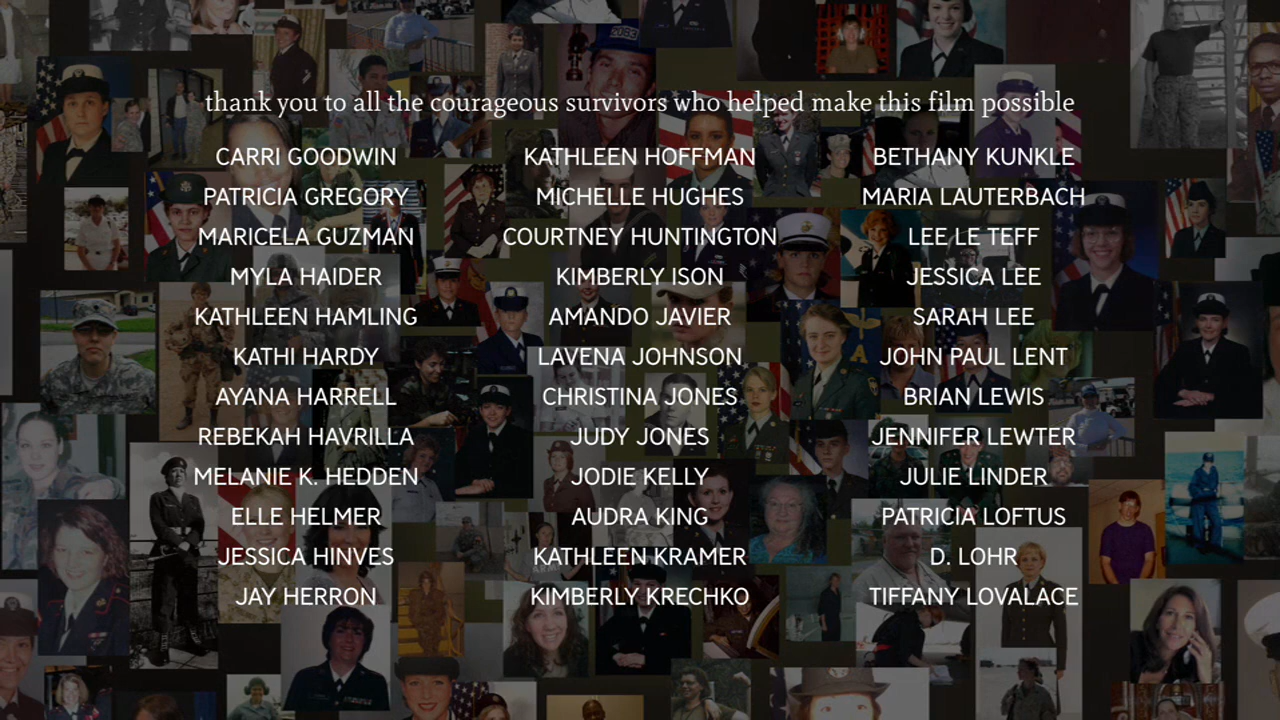 thank you to all the courageous survivors who helped make this film possible
CARRI GOODWIN KATHLEEN HOFFMAN BETHANY KUNKLE
PATRICIA GREGORY MICHELLE HUGHES MARIA LAUTERBACH
MARICELA GUZMAN COURTNEY HUNTINGTON LEE LE TEFF
MYLA HAIDER KIMBERLY ISON JESSICA LEE
KATHLEEN HAMLING AMANDO JAVIER SARAH LEE
KATHI HARDY LAVENA JOHNSON JOHN PAUL LENT
AYANA HARRELL CHRISTINA JONES BRIAN LEWIS
REBEKAH HAVRILLA JUDY JONES JENNIFER LEWTER
MELANIE K. HEDDEN JODIE KELLY JULIE LINDER
ELLE HELMER AUDRA KING PATRICIA LOFTUS
JESSICA HINVES KATHLEEN KRAMER D. LOHR
JAY HERRON KIMBERLY KRECHKO TIFFANY LOVALACE